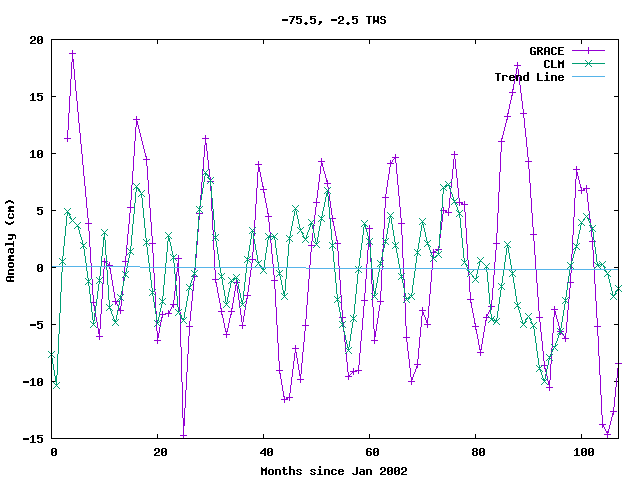 -75.5, -2.5 TWS
GRACE
CLM
Trend Line
20
15
10
5
0
-5
-10
-15
Anomaly (cm)
0 20 40 60 80 100
Months since Jan 2002